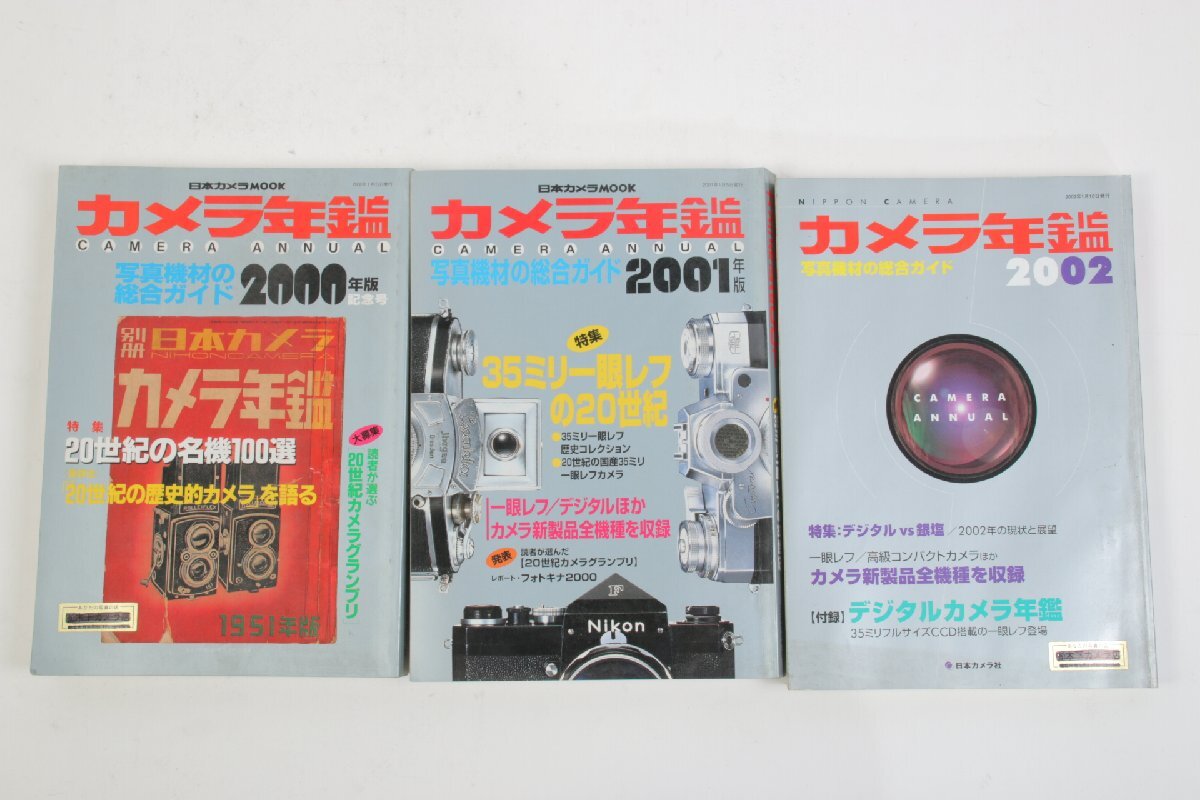 日本カメラMOOK
カメラ年鑑
CAMERA ANNUAL
写真機材の
総合ガイド
2000年版
記念号
別冊
日本カメラ
NIHONCAMERA
カメラ年鑑
特集
20世紀の名機100選
「20世紀の歴史的カメラ」を語る
大募集
読者が選ぶ
20世紀カメラグランプリ
ROLLEIFLEX
1951年版
日本カメラMOOK
2001年1月5日発行
カメラ年鑑
CAMERA ANNUAL
写真機材の総合ガイド
2001年版
特集
35ミリ一眼レフ
の20世紀
●35ミリ一眼レフ
歴史コレクション
●20世紀の国産35ミリ
一眼レフカメラ
一眼レフ/デジタルほか
カメラ新製品全機種を収録
発表
読者が選んだ
【20世紀カメラグランプリ】
レポート・フォトキナ2000
F
Nikon
NIPPON CAMERA
カメラ年鑑
写真機材の総合ガイド
2002
CAMERA
ANNUAL
特集:デジタル vs 銀塩/2002年の現状と展望
一眼レフ/高級コンパクトカメラほか
カメラ新製品全機種を収録
【付録】デジタルカメラ年鑑
35ミリフルサイズCCD搭載の一眼レフ登場
日本カメラ社